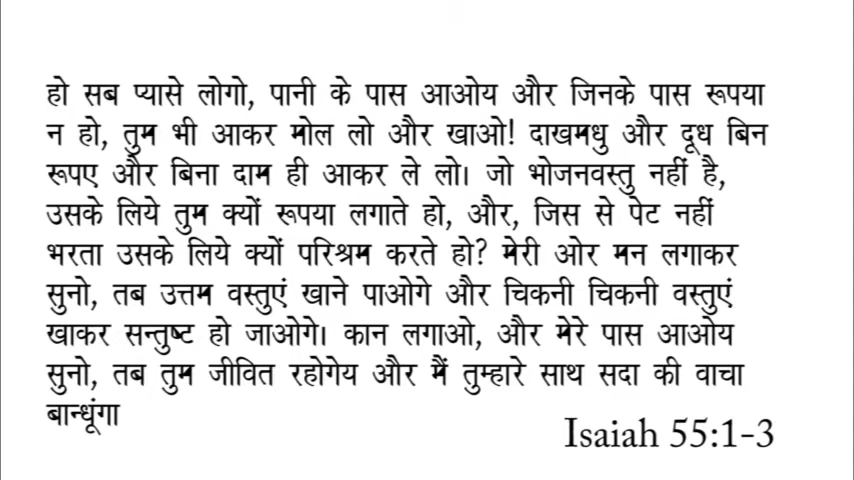 हो सब प्यासे लोगो, पानी के पास आओय और जिनके पास रूपया
न हो, तुम भी आकर मोल लो और खाओ! दाखमधु और दूध बिन
रूपए और बिना दाम ही आकर ले लो। जो भोजनवस्तु नहीं है,
उसके लिये तुम क्यों रूपया लगाते हो, और, जिस से पेट नहीं
भरता उसके लिये क्यों परिश्रम करते हो? मेरी ओर मन लगाकर
सुनो, तब उत्तम वस्तुएं खाने पाओगे और चिकनी चिकनी वस्तुएं
खाकर सन्तुष्ट हो जाओगे। कान लगाओ, और मेरे पास आओय
सुनो, तब तुम जीवित रहोगेय और मैं तुम्हारे साथ सदा की वाचा
बान्धूंगा
Isaiah 55:1-3